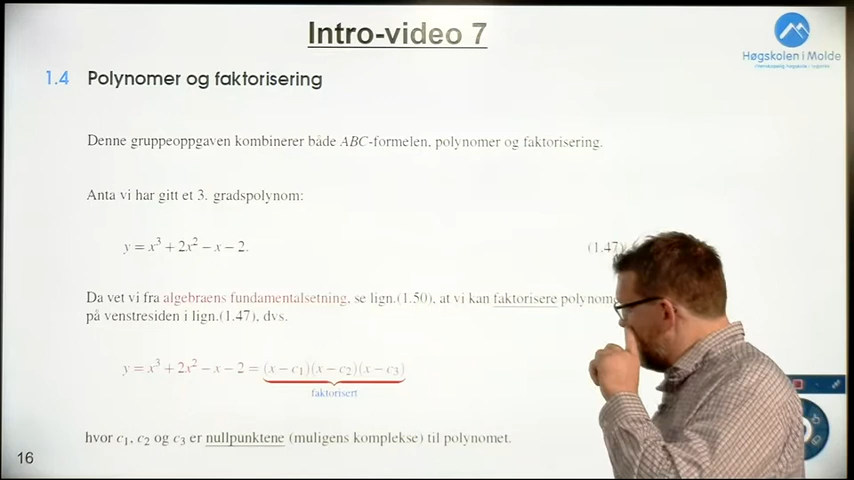 Intro-video 7
Høgskolen i Molde
1.4 Polynomer og faktorisering
Denne gruppeoppgaven kombinerer både ABC-formelen, polynomer og faktorisering.
Anta vi har gitt et 3. gradspolynom:
y = x³ + 2x² − x − 2. (1.47)
Da vet vi fra algebraens fundamentalsetning, se lign.(1.50), at vi kan faktorisere
på venstresiden i lign.(1.47), dvs.
y = x³ + 2x² − x − 2 = (x − c₁)(x − c₂)(x − c₃)
faktorisert
hvor c₁, c₂ og c₃ er nullpunktene (muligens komplekse) til polynomet.
16